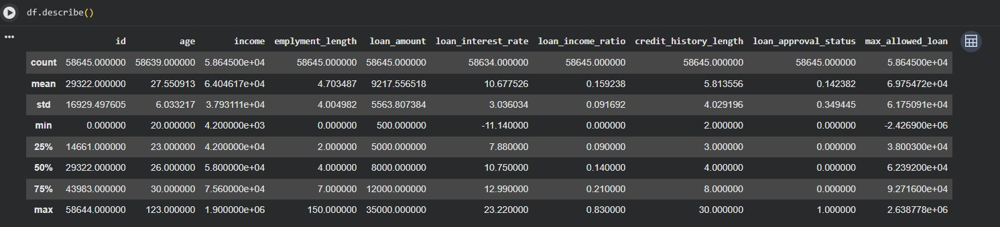 df.describe()
id age income emplyment_length loan_amount loan_interest_rate loan_income_ratio credit_history_length loan_approval_status max_allowed_loan
count 58645.000000 58639.000000 5.864500e+04 58645.000000 58645.000000 58634.000000 58645.000000 58645.000000 58645.000000 5.864500e+04
mean 29322.000000 27.550913 6.404617e+04 4.703487 9217.556518 10.677526 0.159238 5.813556 0.142382 6.975472e+04
std 16929.497605 6.033217 3.793111e+04 4.004982 5563.807384 3.036034 0.091692 4.029196 0.349445 6.175091e+04
min 0.000000 20.000000 4.200000e+03 0.000000 500.000000 -11.140000 0.000000 2.000000 0.000000 -2.426900e+06
25% 14661.000000 23.000000 4.200000e+04 2.000000 5000.000000 7.880000 0.090000 3.000000 0.000000 3.800300e+04
50% 29322.000000 26.000000 5.800000e+04 4.000000 8000.000000 10.750000 0.140000 4.000000 0.000000 6.239200e+04
75% 43983.000000 30.000000 7.560000e+04 7.000000 12000.000000 12.990000 0.210000 8.000000 0.000000 9.271600e+04
max 58644.000000 123.000000 1.900000e+06 150.000000 35000.000000 23.220000 0.830000 30.000000 1.000000 2.638778e+06